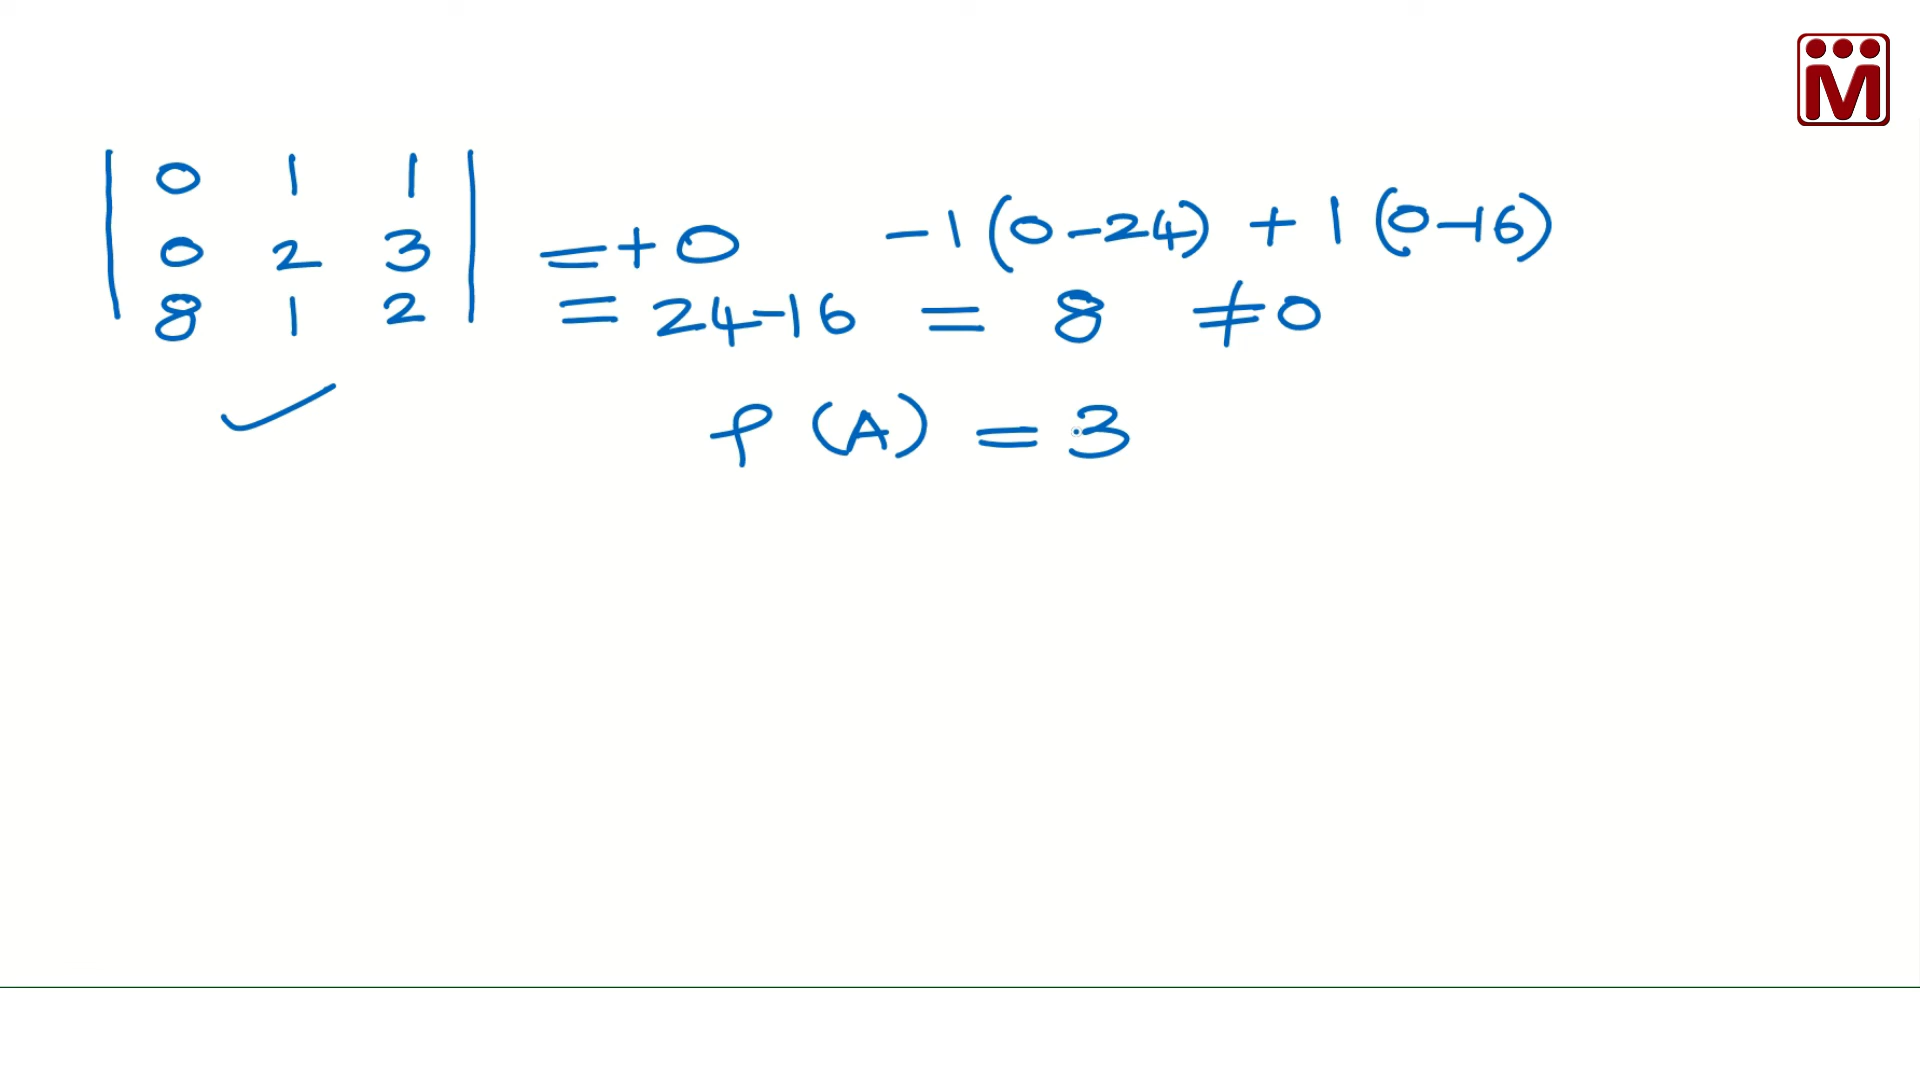 | 0 1 1 |
| 0 2 3 | = + 0 - 1 (0 - 24) + 1 (0 - 16)
| 8 1 2 | = 24 - 16 = 8 ≠ 0
✓ ρ (A) = 3
M